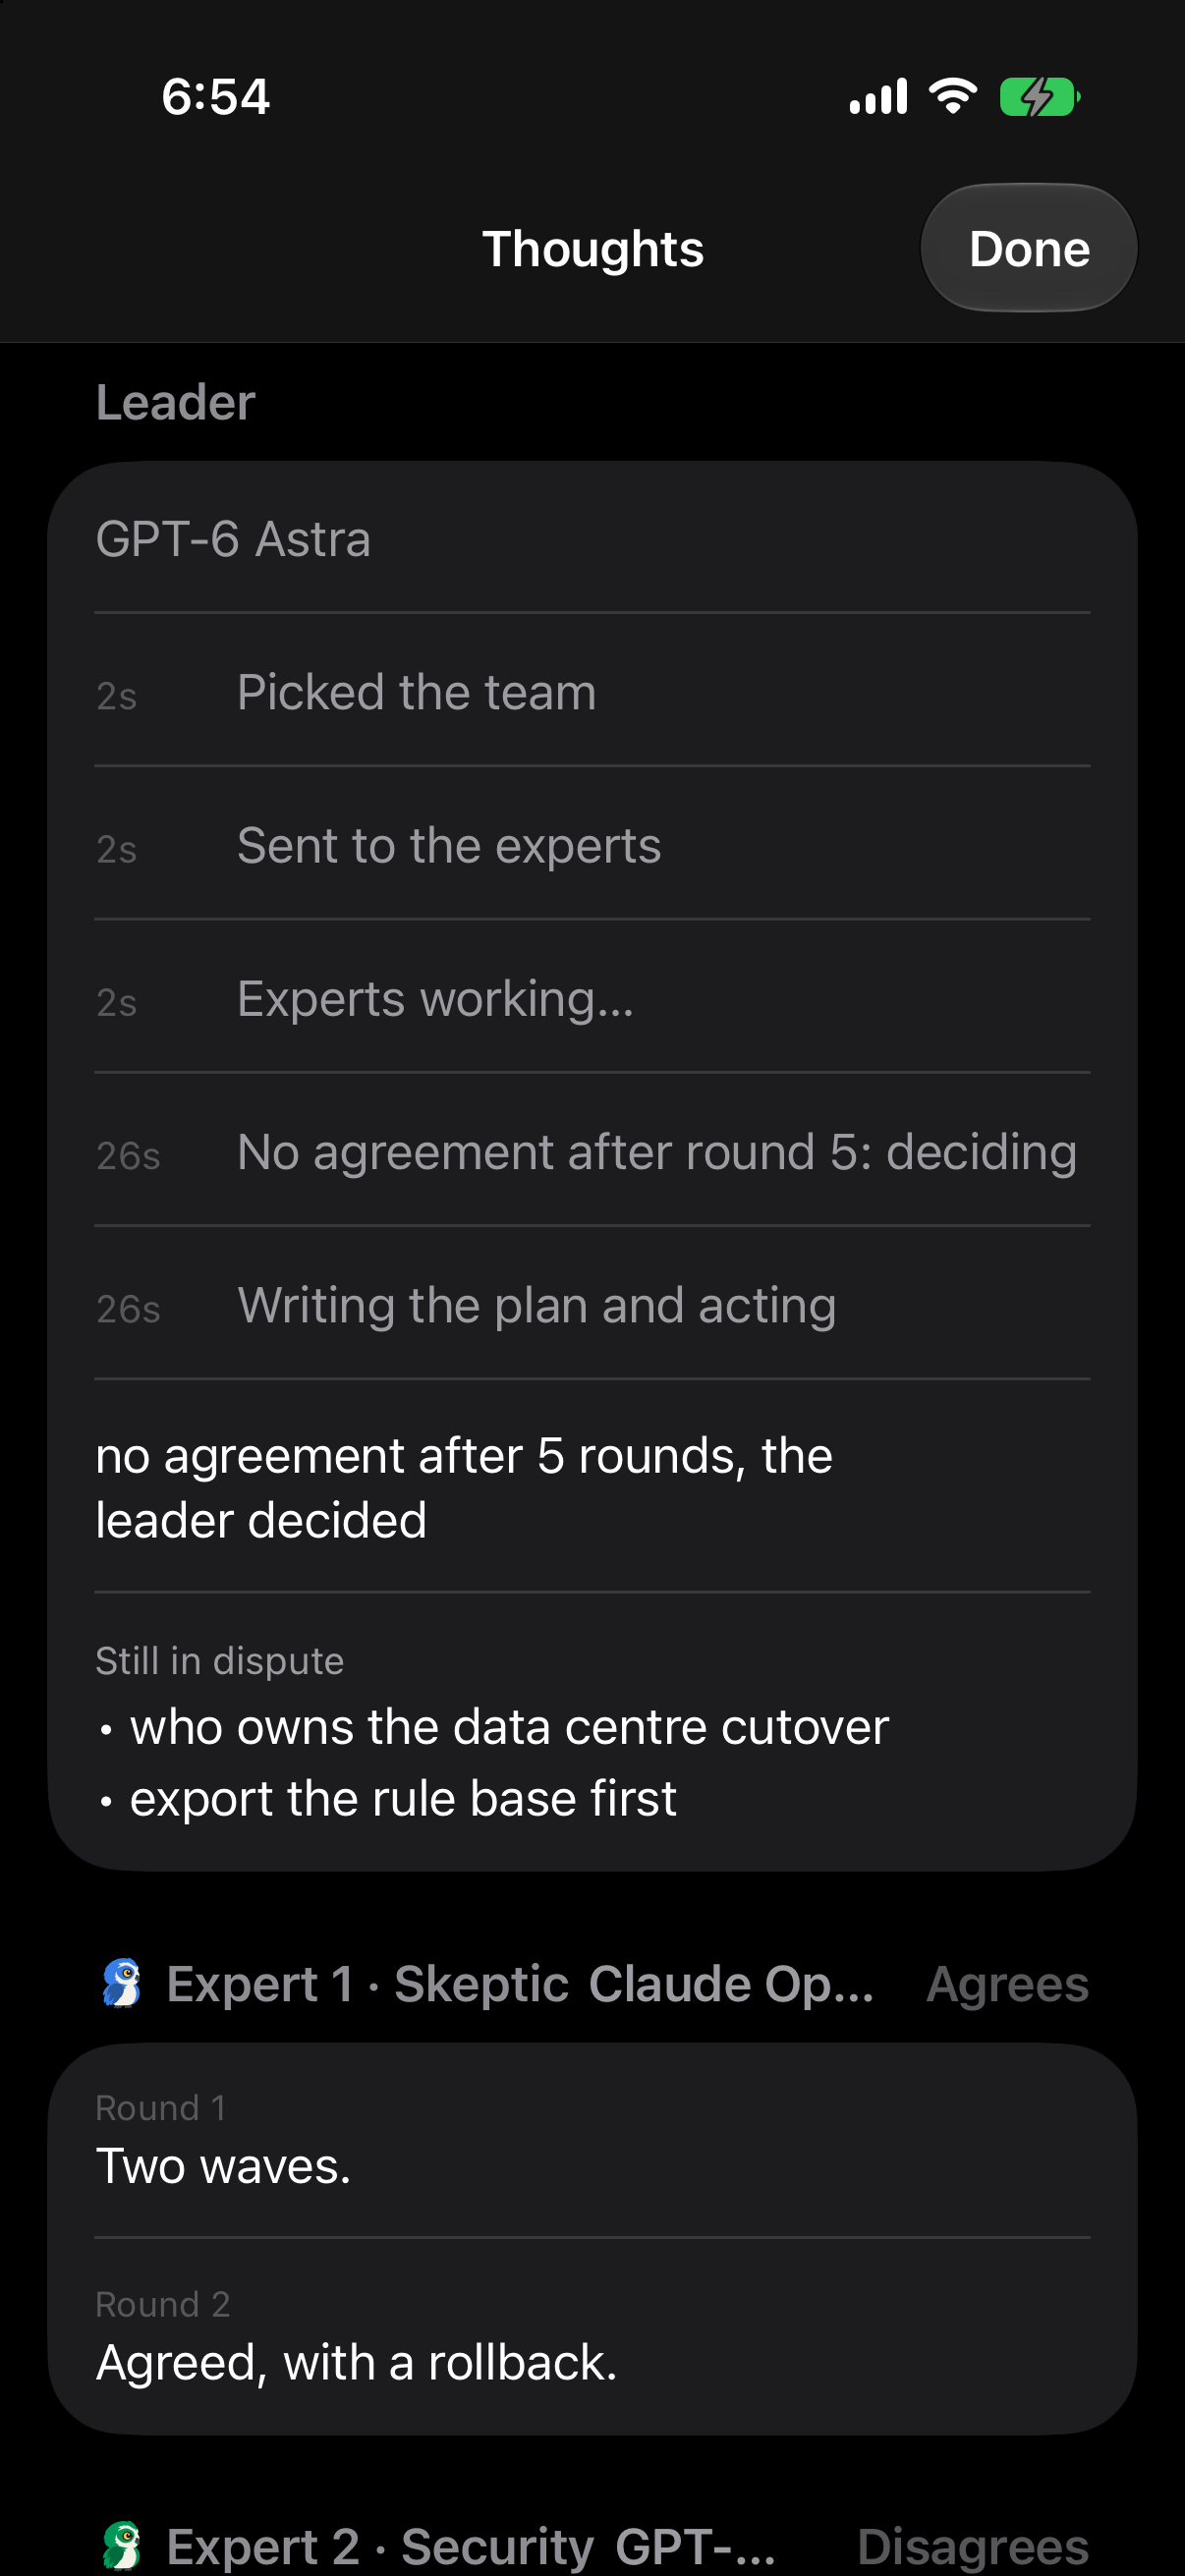 6:54
Thoughts
Done
Leader
GPT-6 Astra
2s Picked the team
2s Sent to the experts
2s Experts working...
26s No agreement after round 5: deciding
26s Writing the plan and acting
no agreement after 5 rounds, the
leader decided
Still in dispute
• who owns the data centre cutover
• export the rule base first
Expert 1 · Skeptic Claude Op... Agrees
Round 1
Two waves.
Round 2
Agreed, with a rollback.
Expert 2 · Security GPT-... Disagrees